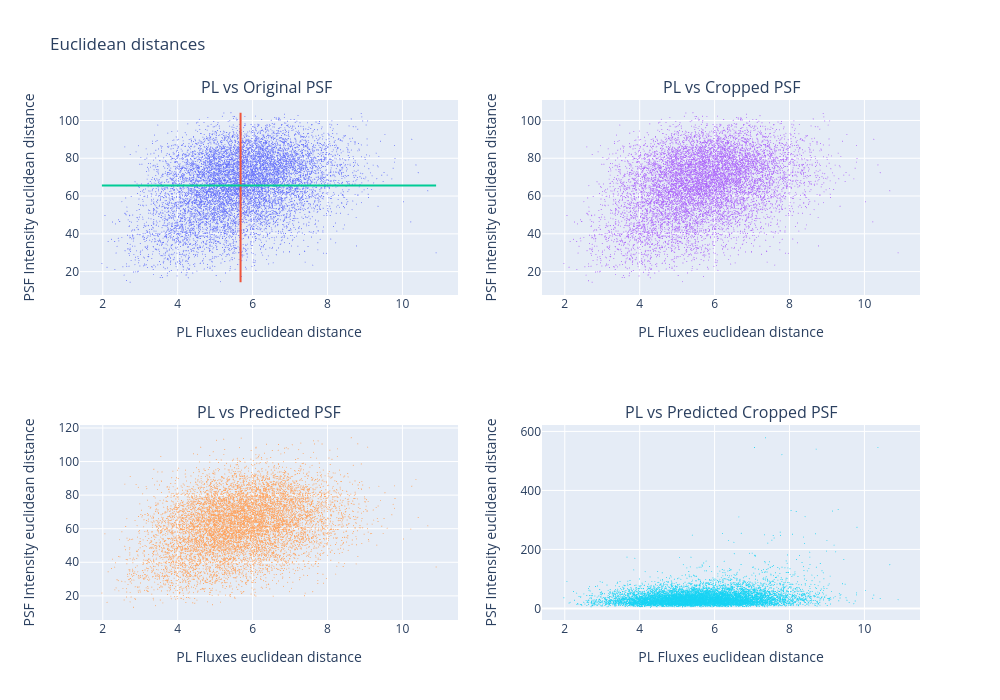 Euclidean distances
PL vs Original PSF
PSF Intensity euclidean distance
100
80
60
40
20
2 4 6 8 10
PL Fluxes euclidean distance
PL vs Cropped PSF
PSF Intensity euclidean distance
100
80
60
40
20
2 4 6 8 10
PL Fluxes euclidean distance
PL vs Predicted PSF
PSF Intensity euclidean distance
120
100
80
60
40
20
2 4 6 8 10
PL Fluxes euclidean distance
PL vs Predicted Cropped PSF
PSF Intensity euclidean distance
600
400
200
0
2 4 6 8 10
PL Fluxes euclidean distance